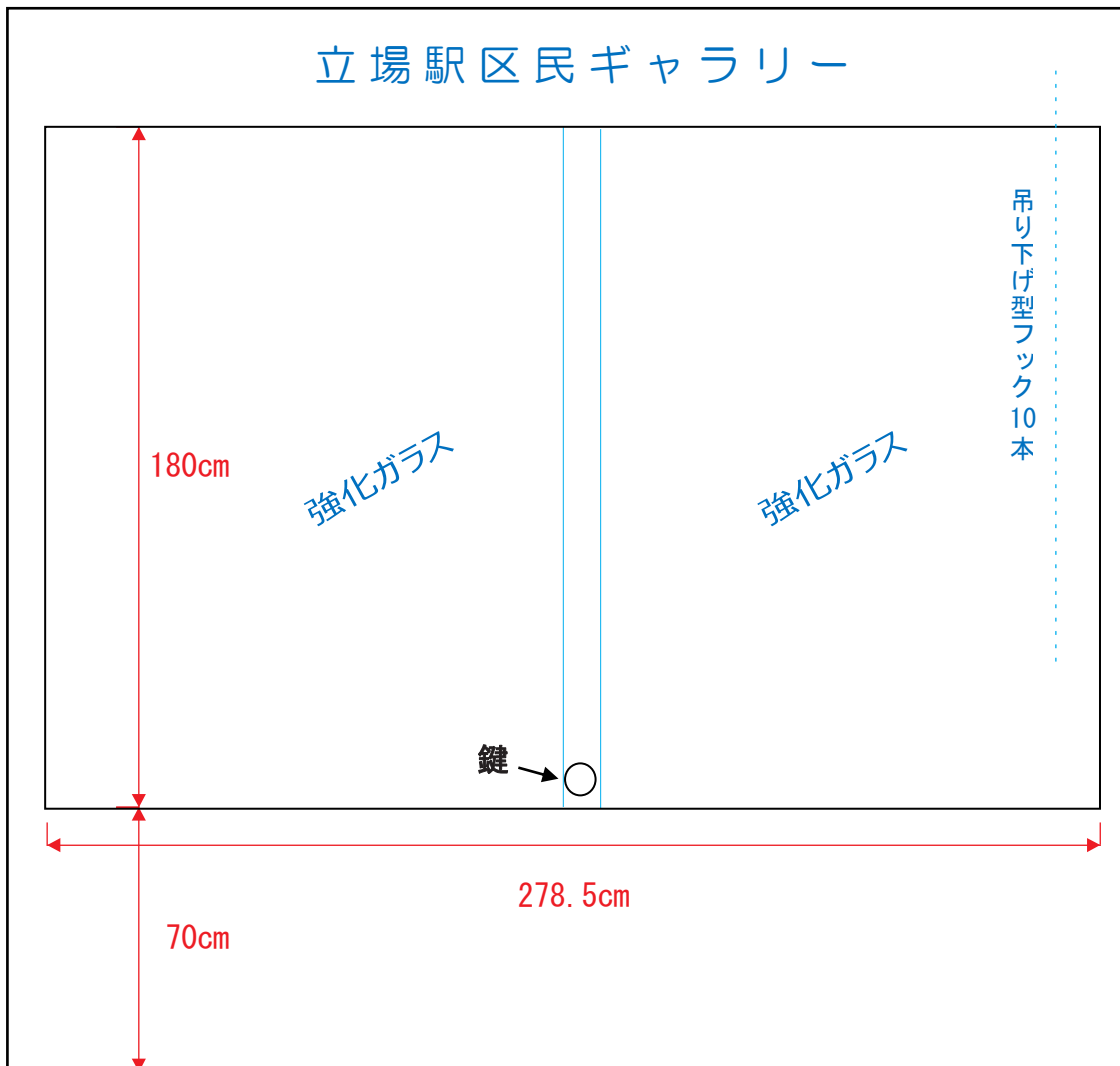 立場駅区民ギャラリー
吊り下げ型フック10本
180cm
強化ガラス
強化ガラス
鍵
278.5cm
70cm